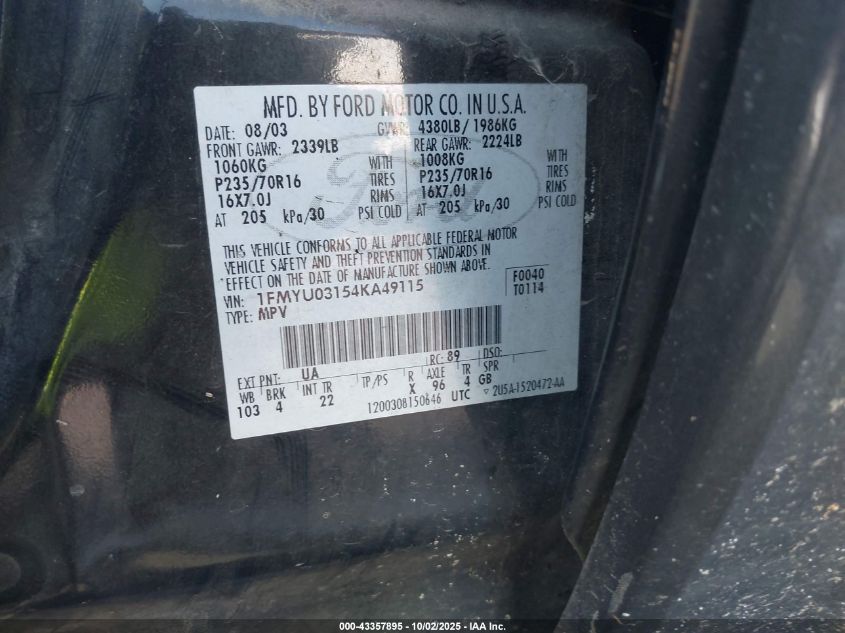 MFD. BY FORD MOTOR CO. IN U.S.A.
DATE: 08/03 GVWR: 4380LB/ 1986KG
FRONT GAWR: 2339LB REAR GAWR: 2224LB
1060KG WITH 1008KG WITH
P235/70R16 TIRES P235/70R16 TIRES
16X7.0J RIMS 16X7.0J RIMS
AT 205 kPa/30 PSI COLD AT 205 kPa/30 PSI COLD
THIS VEHICLE CONFORMS TO ALL APPLICABLE FEDERAL MOTOR
VEHICLE SAFETY AND THEFT PREVENTION STANDARDS IN
EFFECT ON THE DATE OF MANUFACTURE SHOWN ABOVE.
F0040
VIN: 1FMYU03154KA49115 T0114
TYPE: MPV
EXT PNT: UA RC: 89 DSO:
WB BRK INT TR TP/PS R AXLE TR SPR
103 4 22 X 96 4 GB
1200308150646 UTC ▿ 2U5A-1520472-AA
000-43357895 - 10/02/2025 - IAA Inc.